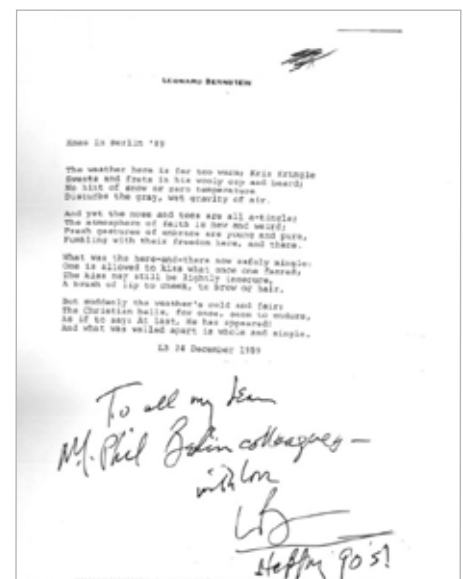 LEONARD BERNSTEIN
Xmas in Berlin '89
The weather here is far too warm; Kris Kringle
Sweats and frets in his wooly cap and beard;
No hint of snow or zero temperature
Disturbs the gray, wet gravity of air.
And yet the nose and toes are all a-tingle;
The atmosphere of faith is new and weird;
Fresh gestures of embrace are young and pure,
Fumbling with their freedom here, and there.
What was the here-and-there now safely mingle:
One is allowed to kiss what once one feared,
The kiss may still be lightly insecure,
A brush of lip to cheek, to brow or hair.
But suddenly the weather's cold and fair;
The Christian bells, for once, seem to endure,
As if to say: At last, He has appeared;
And what was walled apart is whole and single.
LB 24 December 1989
To all my dear
N.Y. Phil colleagues —
with love
LB
Happy 90's!